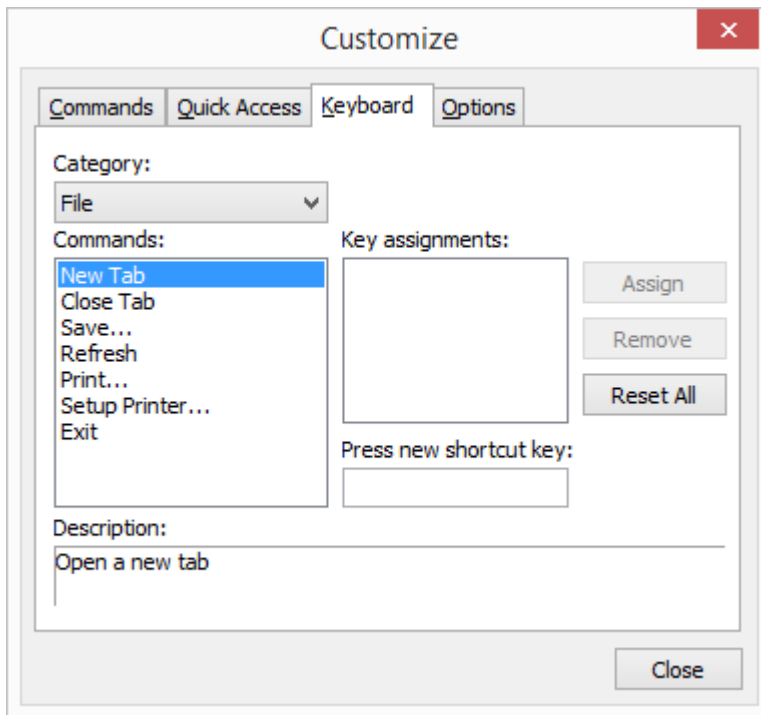 Customize
Commands Quick Access Keyboard Options
Category:
File
Commands: Key assignments:
New Tab
Close Tab
Save...
Refresh
Print...
Setup Printer...
Exit
Assign
Remove
Reset All
Press new shortcut key:
Description:
Open a new tab
Close